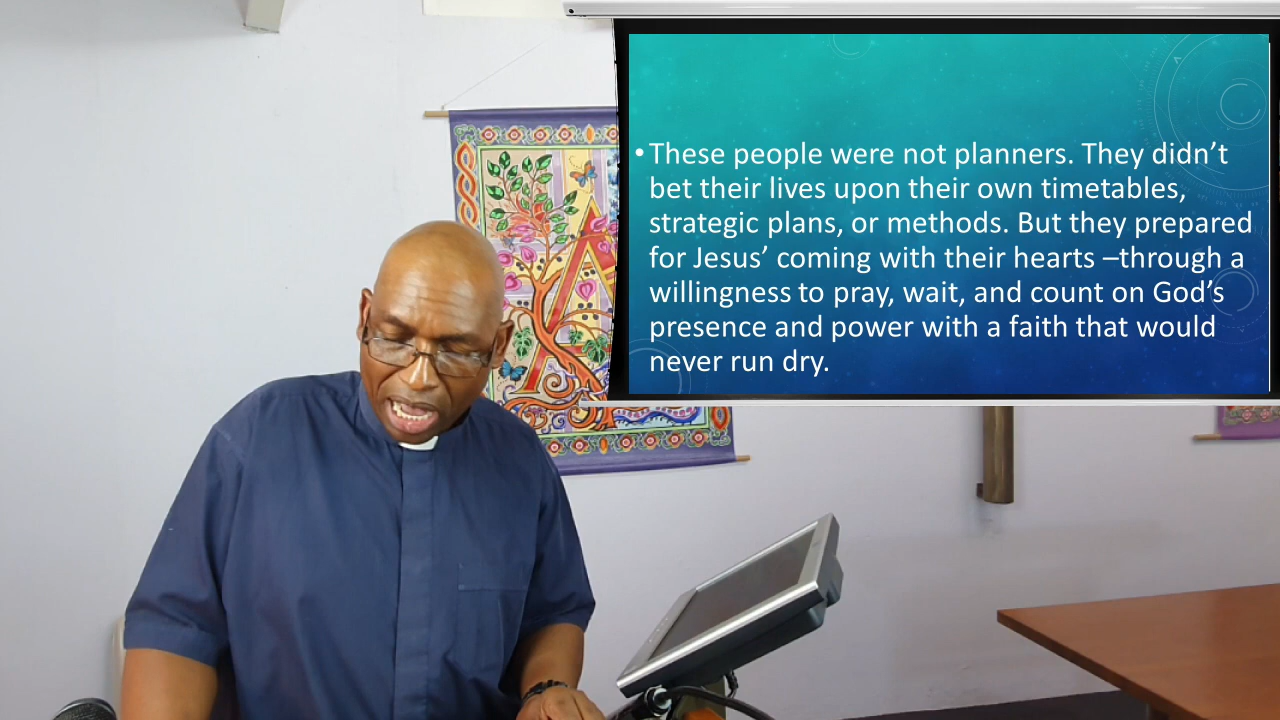 • These people were not planners. They didn’t
bet their lives upon their own timetables,
strategic plans, or methods. But they prepared
for Jesus’ coming with their hearts –through a
willingness to pray, wait, and count on God’s
presence and power with a faith that would
never run dry.